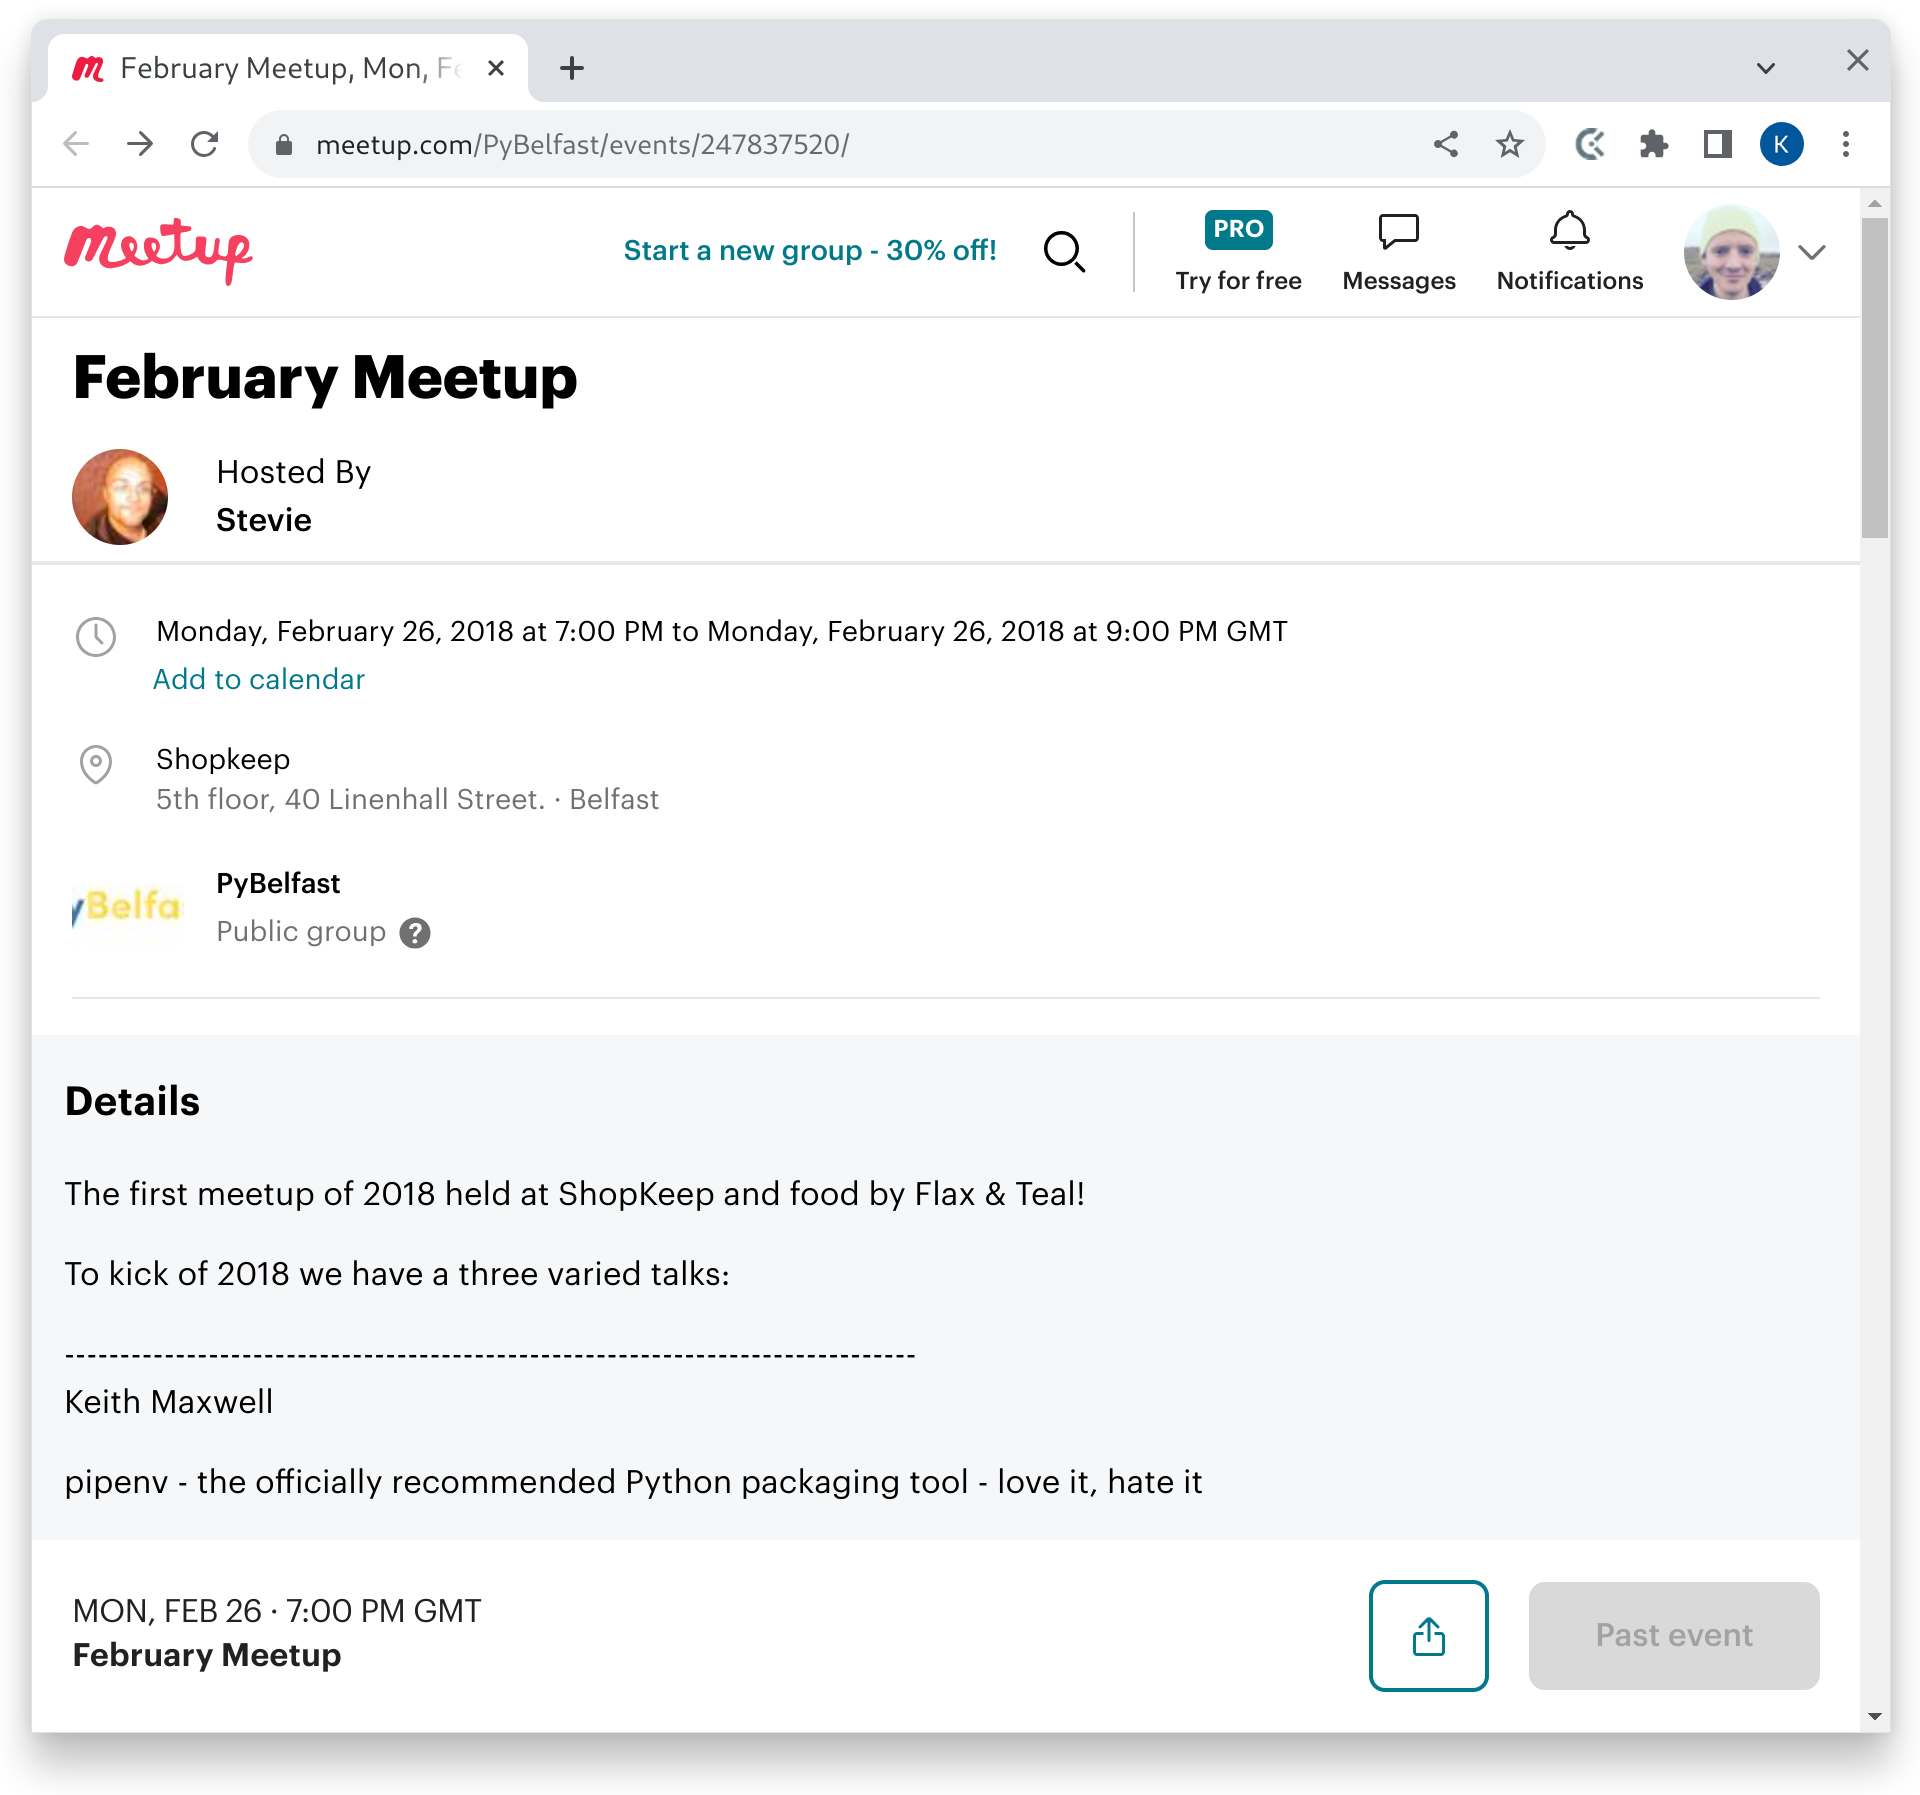 February Meetup, Mon, Fe
meetup.com/PyBelfast/events/247837520/
K
Meetup
Start a new group - 30% off!
PRO
Try for free
Messages
Notifications
February Meetup
Hosted By
Stevie
Monday, February 26, 2018 at 7:00 PM to Monday, February 26, 2018 at 9:00 PM GMT
Add to calendar
Shopkeep
5th floor, 40 Linenhall Street. · Belfast
yBelfa
PyBelfast
Public group ?
Details
The first meetup of 2018 held at ShopKeep and food by Flax & Teal!
To kick of 2018 we have a three varied talks:
-----------------------------------------------------------------------------
Keith Maxwell
pipenv - the officially recommended Python packaging tool - love it, hate it
MON, FEB 26 · 7:00 PM GMT
February Meetup
Past event